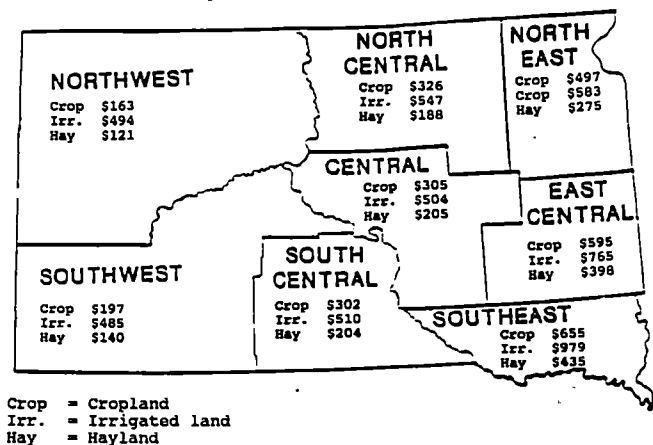 NORTHWEST
Crop $163
Irr. $494
Hay $121
NORTH
CENTRAL
Crop $326
Irr. $547
Hay $188
NORTH
EAST
Crop $497
Crop $583
Hay $275
CENTRAL
Crop $305
Irr. $504
Hay $205
EAST
CENTRAL
Crop $595
Irr. $765
Hay $398
SOUTHWEST
Crop $197
Irr. $485
Hay $140
SOUTH
CENTRAL
Crop $302
Irr. $510
Hay $204
SOUTHEAST
Crop $655
Irr. $979
Hay $435
Crop = Cropland
Irr. = Irrigated land
Hay = Hayland